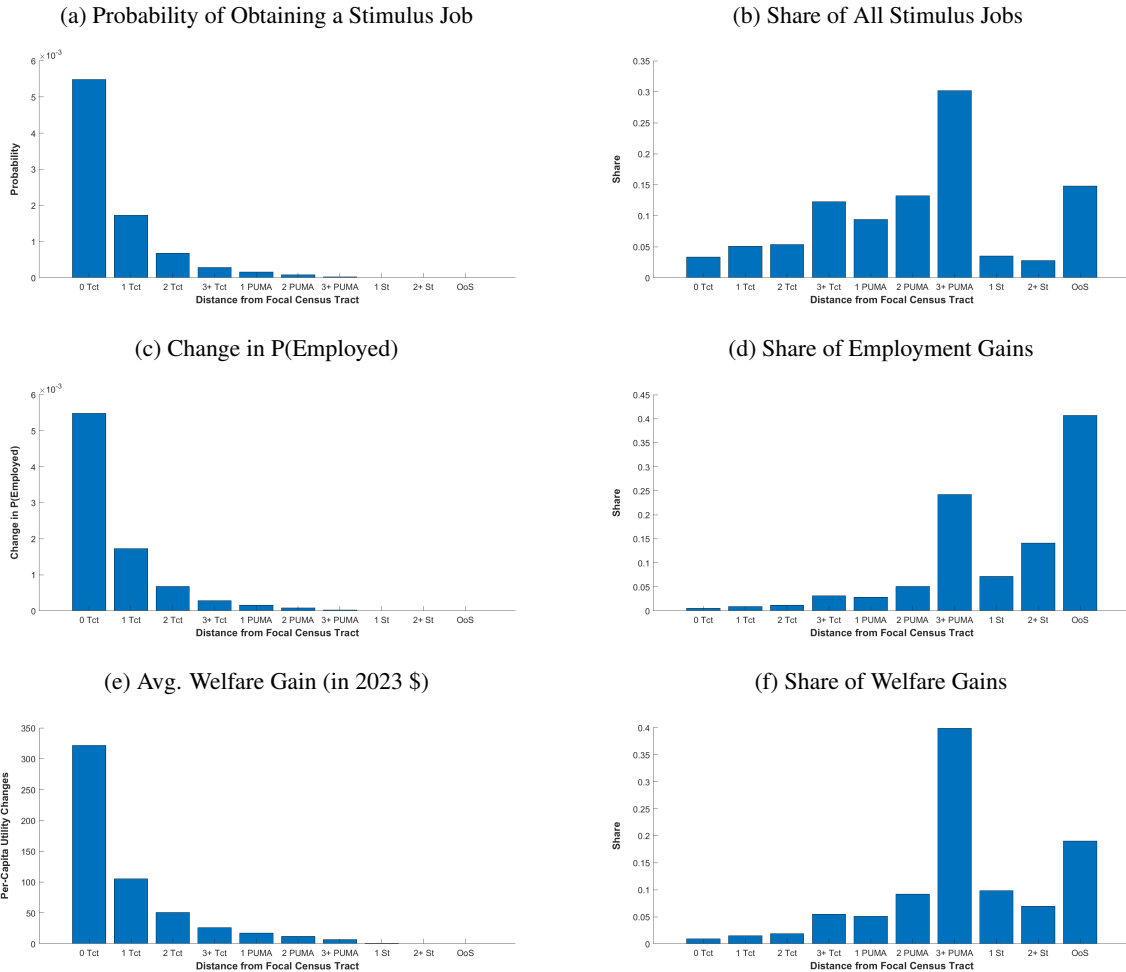 (a) Probability of Obtaining a Stimulus Job
×10⁻³
6
5
4
3
2
1
0
Probability
0 Tct 1 Tct 2 Tct 3+ Tct 1 PUMA 2 PUMA 3+ PUMA 1 St 2+ St OoS
Distance from Focal Census Tract
(b) Share of All Stimulus Jobs
0.35
0.3
0.25
0.2
0.15
0.1
0.05
0
Share
0 Tct 1 Tct 2 Tct 3+ Tct 1 PUMA 2 PUMA 3+ PUMA 1 St 2+ St OoS
Distance from Focal Census Tract
(c) Change in P(Employed)
×10⁻³
6
5
4
3
2
1
0
Change in P(Employed)
0 Tct 1 Tct 2 Tct 3+ Tct 1 PUMA 2 PUMA 3+ PUMA 1 St 2+ St OoS
Distance from Focal Census Tract
(d) Share of Employment Gains
0.45
0.4
0.35
0.3
0.25
0.2
0.15
0.1
0.05
0
Share
0 Tct 1 Tct 2 Tct 3+ Tct 1 PUMA 2 PUMA 3+ PUMA 1 St 2+ St OoS
Distance from Focal Census Tract
(e) Avg. Welfare Gain (in 2023 $)
350
300
250
200
150
100
50
0
Per-Capita Utility Changes
0 Tct 1 Tct 2 Tct 3+ Tct 1 PUMA 2 PUMA 3+ PUMA 1 St 2+ St OoS
Distance from Focal Census Tract
(f) Share of Welfare Gains
0.4
0.35
0.3
0.25
0.2
0.15
0.1
0.05
0
Share
0 Tct 1 Tct 2 Tct 3+ Tct 1 PUMA 2 PUMA 3+ PUMA 1 St 2+ St OoS
Distance from Focal Census Tract